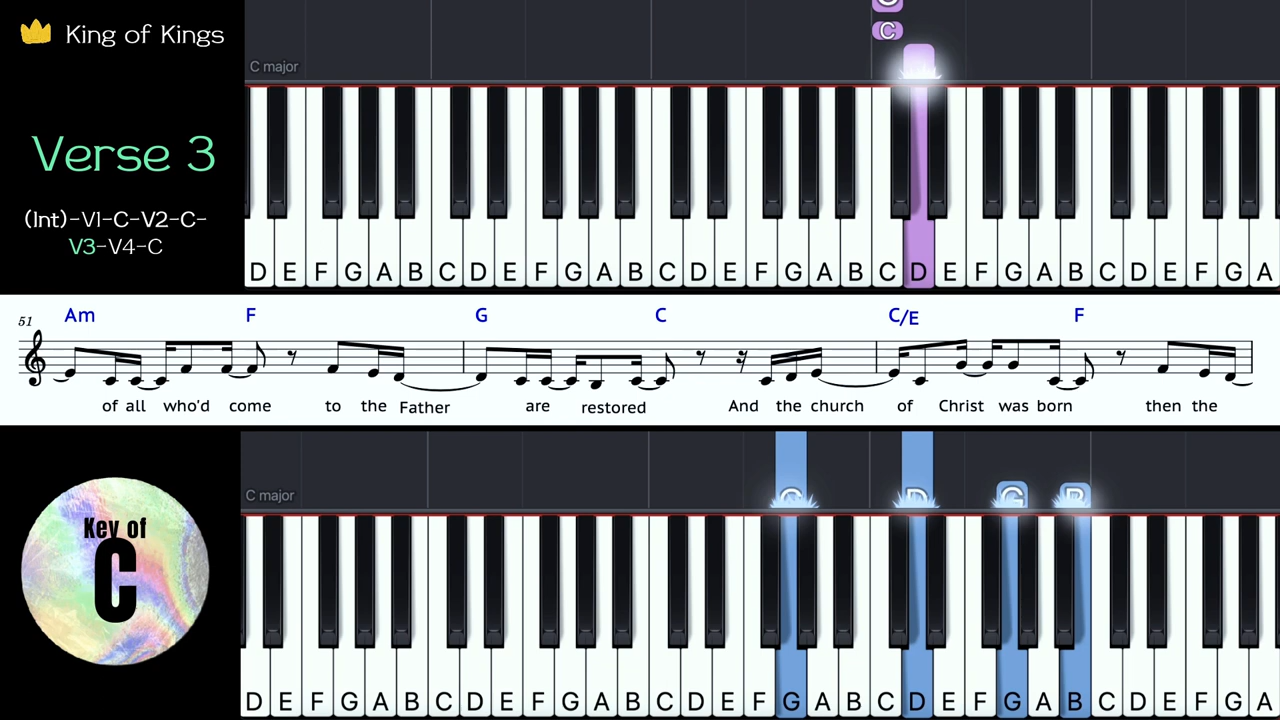 King of Kings
C
C major
Verse 3
(Int)-V1-C-V2-C-
V3-V4-C
D E F G A B C D E F G A B C D E F G A B C D E F G A B C D E F G A
51 Am F G C C/E F
of all who'd come to the Father are restored And the church of Christ was born then the
G D G B
C major
Key of
C
D E F G A B C D E F G A B C D E F G A B C D E F G A B C D E F G A